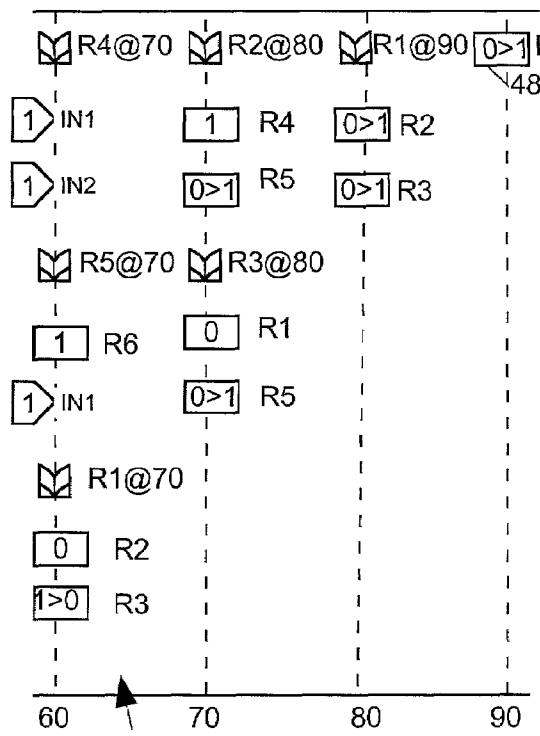 R4@70 R2@80 R1@90 0>1
48
1 IN1 1 R4 0>1 R2
1 IN2 0>1 R5 0>1 R3
R5@70 R3@80
1 R6 0 R1
1 IN1 0>1 R5
R1@70
0 R2
1>0 R3
60 70 80 90